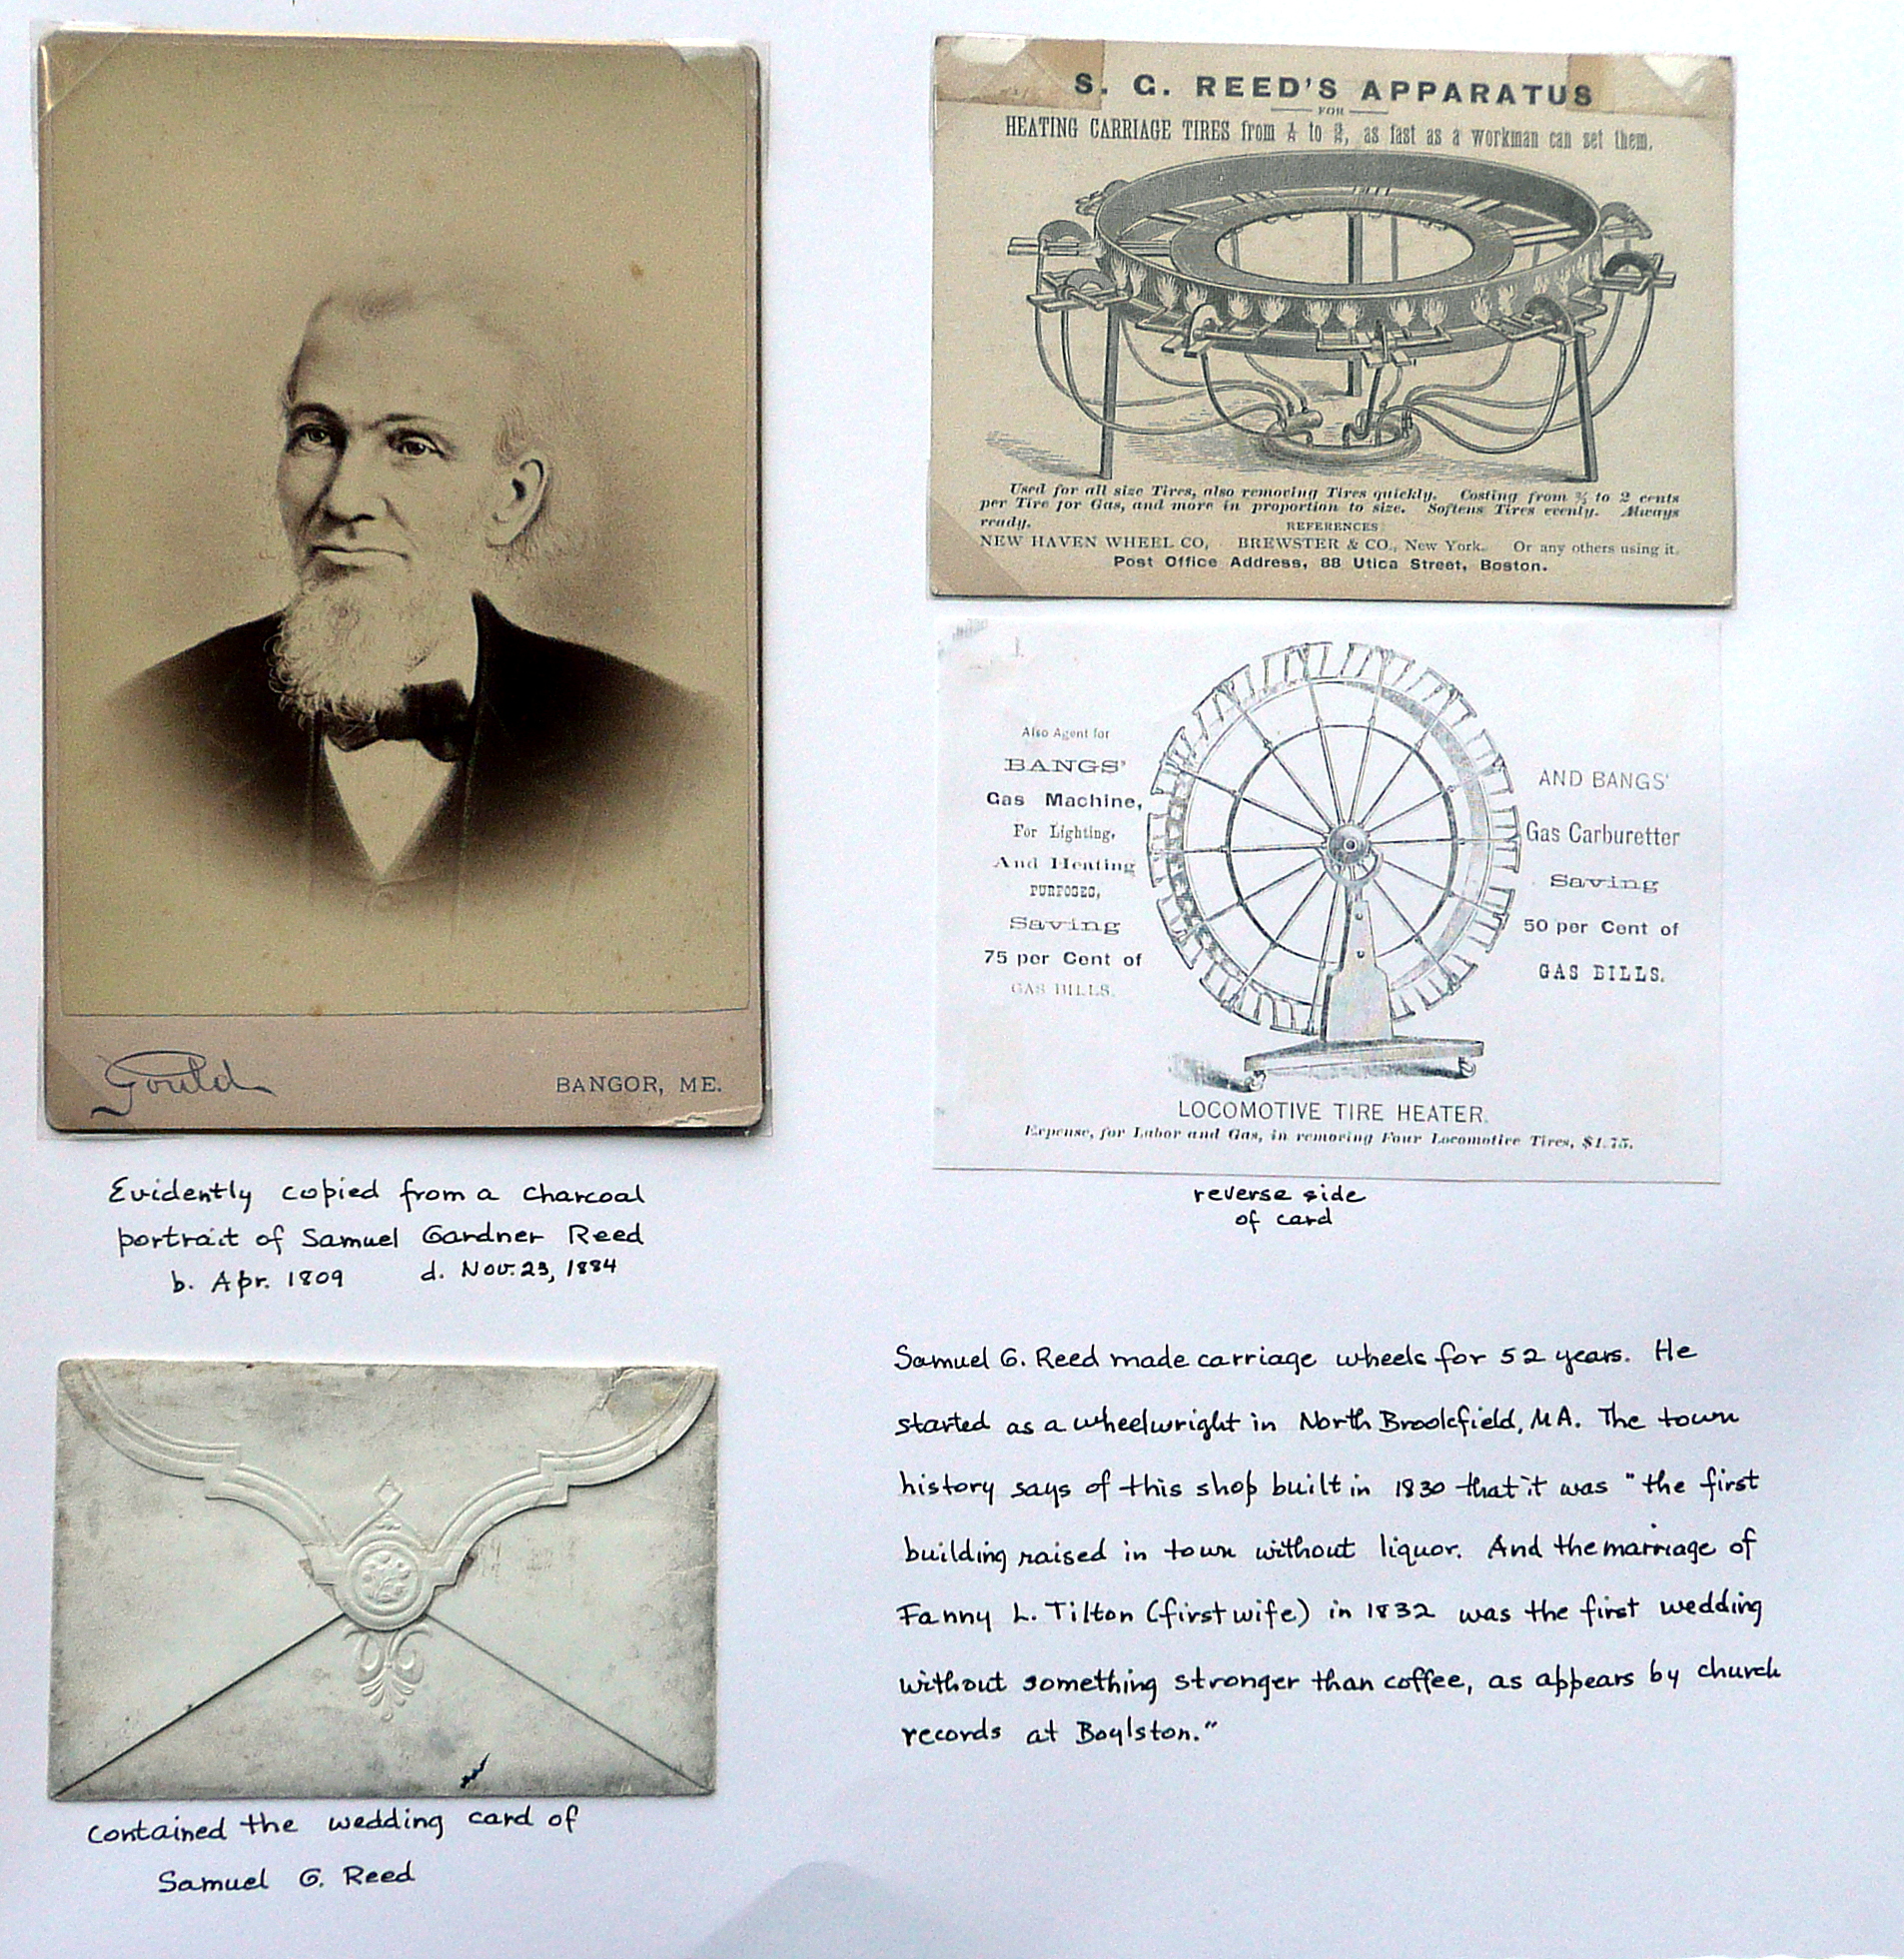 Gould
BANGOR, ME.
Evidently copied from a charcoal
portrait of Samuel Gardner Reed
b. Apr. 1809 d. Nov. 23, 1884
contained the wedding card of
Samuel G. Reed
S. G. REED'S APPARATUS
FOR
HEATING CARRIAGE TIRES from to as fast as a workman can set them.
Used for all size Tires, also removing Tires quickly. Costing from to 2 cents
per Tire for Gas, and more in proportion to size. Softens Tires evenly. Always
ready.
REFERENCES
NEW HAVEN WHEEL CO, BREWSTER & CO., New York. Or any others using it.
Post Office Address, 88 Utica Street, Boston.
Also Agent for
BANGS'
Gas Machine,
For Lighting,
And Heating
PURPOSES,
Saving
75 per Cent of
GAS BILLS.
AND BANGS'
Gas Carburetter
Saving
50 per Cent of
GAS BILLS.
LOCOMOTIVE TIRE HEATER.
Expense, for Labor and Gas, in removing Four Locomotive Tires, $1.75.
reverse side
of card
Samuel G. Reed made carriage wheels for 52 years. He
started as a wheelwright in North Brookfield, MA. The town
history says of this shop built in 1830 that it was "the first
building raised in town without liquor. And the marriage of
Fanny L. Tilton (first wife) in 1832 was the first wedding
without something stronger than coffee, as appears by church
records at Boylston."